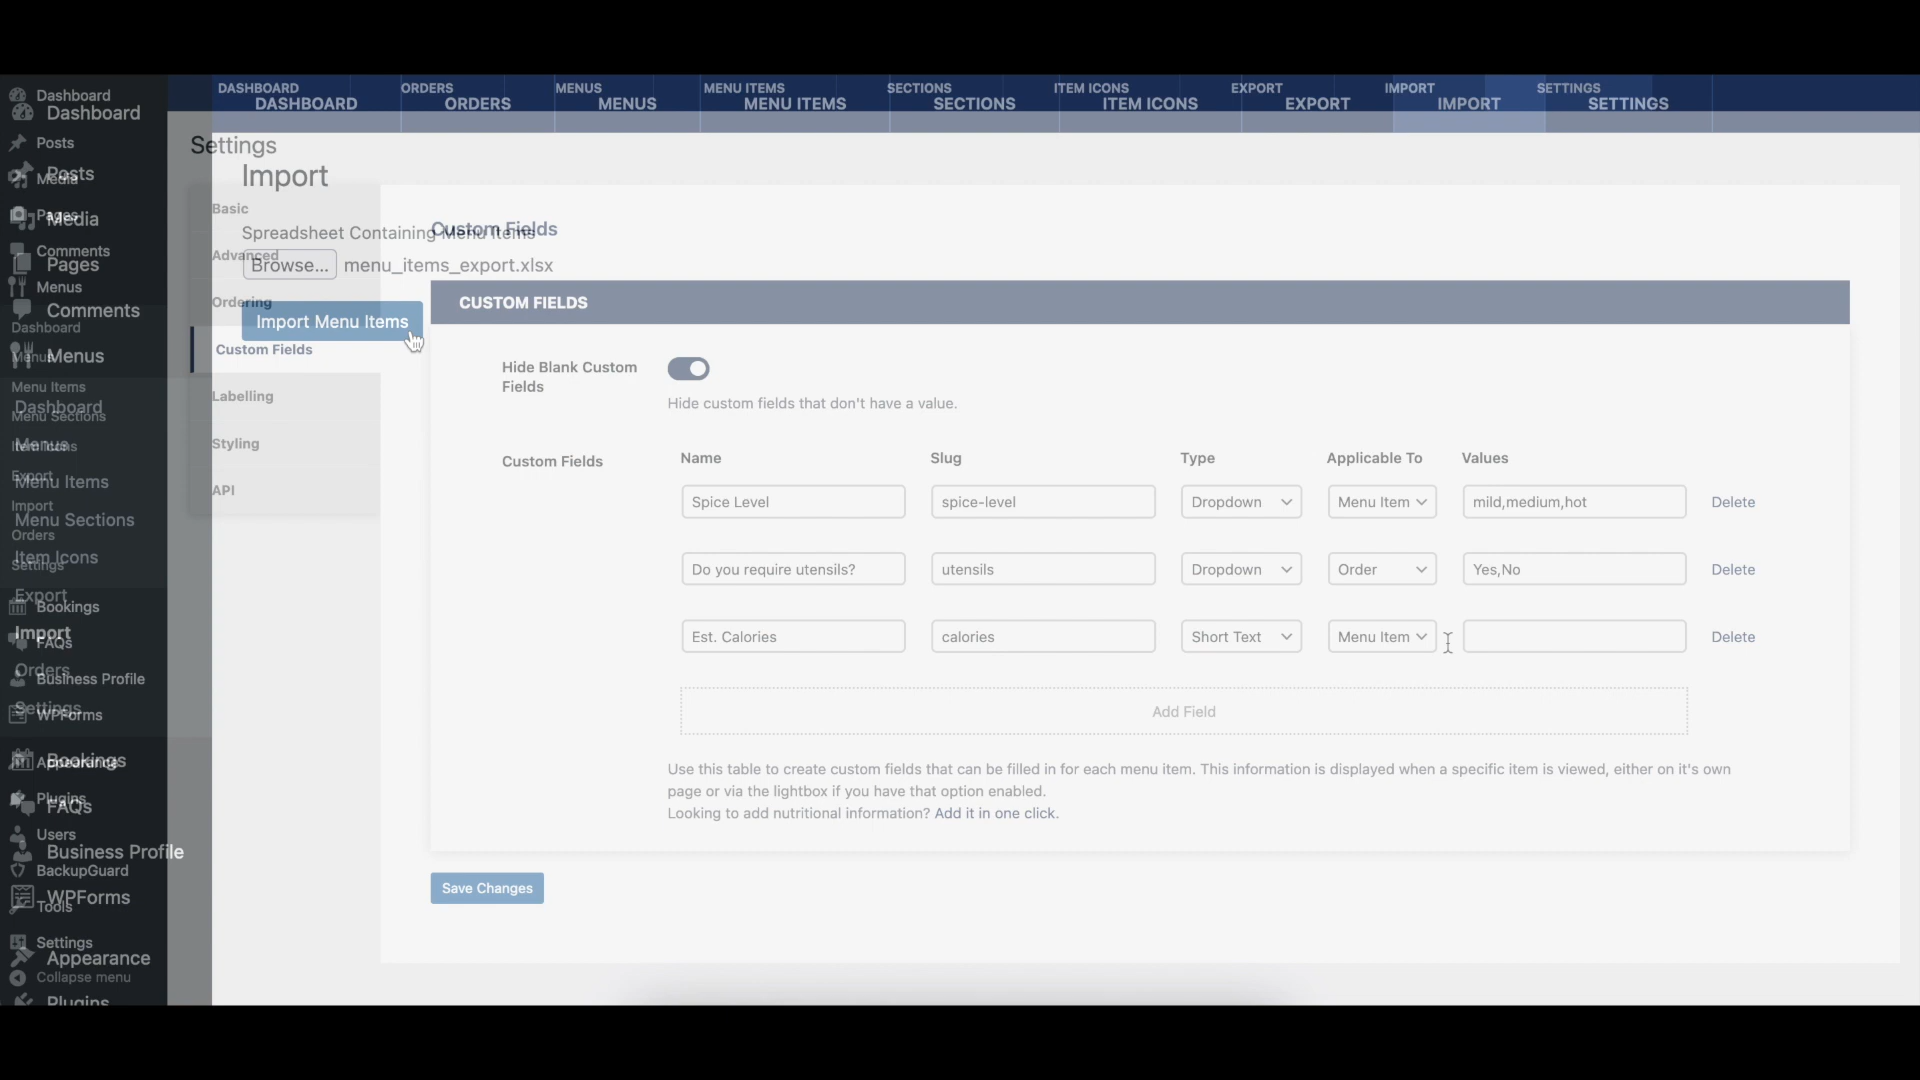 DASHBOARD ORDERS MENUS MENU ITEMS SECTIONS ITEM ICONS EXPORT IMPORT SETTINGS
DASHBOARD ORDERS MENUS MENU ITEMS SECTIONS ITEM ICONS EXPORT IMPORT SETTINGS
Dashboard
Dashboard
Posts
Posts
Media
Pages
Media
Comments
Pages
Menus
Comments
Dashboard
Menus
Menus
Menu Items
Dashboard
Menu Sections
Menus
Item Icons
Export
Menu Items
Import
Menu Sections
Orders
Item Icons
Settings
Export
Bookings
Import
FAQs
Orders
Business Profile
Settings
WPForms
Bookings
Appearance
Plugins
FAQs
Users
Business Profile
BackupGuard
WPForms
Tools
Settings
Appearance
Collapse menu
Plugins
Settings
Import
Basic
Advanced
Ordering
Custom Fields
Labelling
Styling
API
Spreadsheet Containing Menu Items
Browse... menu_items_export.xlsx
Import Menu Items
Custom Fields
CUSTOM FIELDS
Hide Blank Custom
Fields
Hide custom fields that don't have a value.
Custom Fields
Name Slug Type Applicable To Values
Spice Level spice-level Dropdown Menu Item mild,medium,hot Delete
Do you require utensils? utensils Dropdown Order Yes,No Delete
Est. Calories calories Short Text Menu Item Delete
Add Field
Use this table to create custom fields that can be filled in for each menu item. This information is displayed when a specific item is viewed, either on it's own
page or via the lightbox if you have that option enabled.
Looking to add nutritional information? Add it in one click.
Save Changes